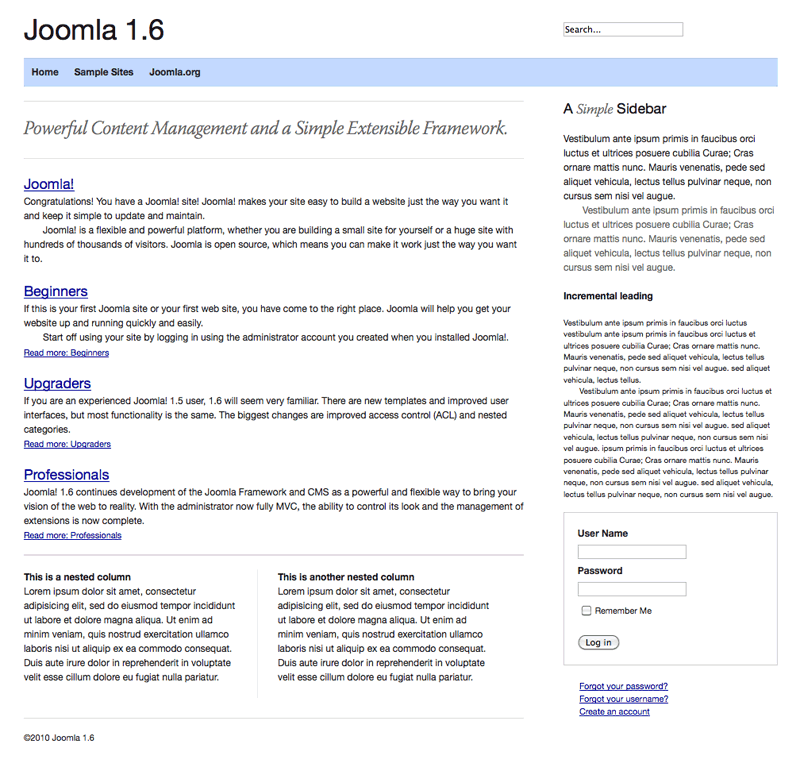 Joomla 1.6
Search...
Home Sample Sites Joomla.org
Powerful Content Management and a Simple Extensible Framework.
Joomla!
Congratulations! You have a Joomla! site! Joomla! makes your site easy to build a website just the way you want it
and keep it simple to update and maintain.
Joomla! is a flexible and powerful platform, whether you are building a small site for yourself or a huge site with
hundreds of thousands of visitors. Joomla is open source, which means you can make it work just the way you want
it to.
Beginners
If this is your first Joomla site or your first web site, you have come to the right place. Joomla will help you get your
website up and running quickly and easily.
Start off using your site by logging in using the administrator account you created when you installed Joomla!.
Read more: Beginners
Upgraders
If you are an experienced Joomla! 1.5 user, 1.6 will seem very familiar. There are new templates and improved user
interfaces, but most functionality is the same. The biggest changes are improved access control (ACL) and nested
categories.
Read more: Upgraders
Professionals
Joomla! 1.6 continues development of the Joomla Framework and CMS as a powerful and flexible way to bring your
vision of the web to reality. With the administrator now fully MVC, the ability to control its look and the management of
extensions is now complete.
Read more: Professionals
This is a nested column
Lorem ipsum dolor sit amet, consectetur
adipisicing elit, sed do eiusmod tempor incididunt
ut labore et dolore magna aliqua. Ut enim ad
minim veniam, quis nostrud exercitation ullamco
laboris nisi ut aliquip ex ea commodo consequat.
Duis aute irure dolor in reprehenderit in voluptate
velit esse cillum dolore eu fugiat nulla pariatur.
This is another nested column
Lorem ipsum dolor sit amet, consectetur
adipisicing elit, sed do eiusmod tempor incididunt
ut labore et dolore magna aliqua. Ut enim ad
minim veniam, quis nostrud exercitation ullamco
laboris nisi ut aliquip ex ea commodo consequat.
Duis aute irure dolor in reprehenderit in voluptate
velit esse cillum dolore eu fugiat nulla pariatur.
A Simple Sidebar
Vestibulum ante ipsum primis in faucibus orci
luctus et ultrices posuere cubilia Curae; Cras
ornare mattis nunc. Mauris venenatis, pede sed
aliquet vehicula, lectus tellus pulvinar neque, non
cursus sem nisi vel augue.
Vestibulum ante ipsum primis in faucibus orci
luctus et ultrices posuere cubilia Curae; Cras
ornare mattis nunc. Mauris venenatis, pede sed
aliquet vehicula, lectus tellus pulvinar neque, non
cursus sem nisi vel augue.
Incremental leading
Vestibulum ante ipsum primis in faucibus orci luctus
vestibulum ante ipsum primis in faucibus orci luctus et
ultrices posuere cubilia Curae; Cras ornare mattis nunc.
Mauris venenatis, pede sed aliquet vehicula, lectus tellus
pulvinar neque, non cursus sem nisi vel augue. sed aliquet
vehicula, lectus tellus.
Vestibulum ante ipsum primis in faucibus orci luctus et
ultrices posuere cubilia Curae; Cras ornare mattis nunc.
Mauris venenatis, pede sed aliquet vehicula, lectus tellus
pulvinar neque, non cursus sem nisi vel augue. sed aliquet
vehicula, lectus tellus pulvinar neque, non cursus sem nisi
vel augue. ipsum primis in faucibus orci luctus et ultrices
posuere cubilia Curae; Cras ornare mattis nunc. Mauris
venenatis, pede sed aliquet vehicula, lectus tellus pulvinar
neque, non cursus sem nisi vel augue. sed aliquet vehicula,
lectus tellus pulvinar neque, non cursus sem nisi vel augue.
User Name
Password
Remember Me
Log in
Forgot your password?
Forgot your username?
Create an account
©2010 Joomla 1.6